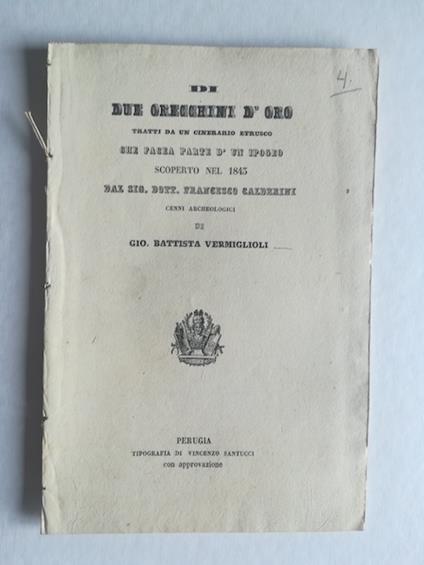 4.
DI
DUE ORECCHINI D'ORO
TRATTI DA UN CINERARIO ETRUSCO
CHE FACEA PARTE D'UN IPOGEO
SCOPERTO NEL 1843
DAL SIG. DOTT. FRANCESCO CALDERINI
CENNI ARCHEOLOGICI
DI
GIO. BATTISTA VERMIGLIOLI
PERUGIA
TIPOGRAFIA DI VINCENZO SANTUCCI
con approvazione